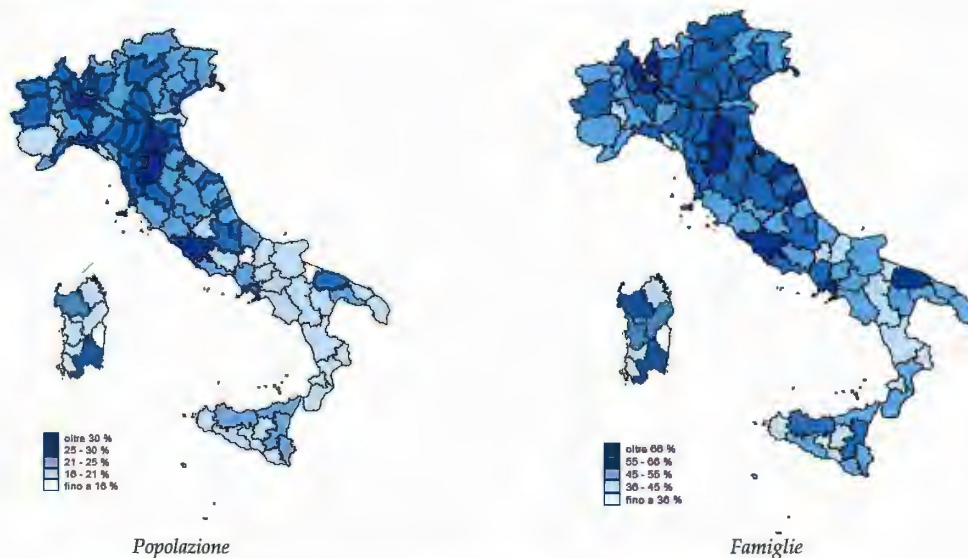 oltre 30 %
25 - 30 %
21 - 25 %
16 - 21 %
fino a 16 %
Popolazione
oltre 66 %
55 - 66 %
45 - 55 %
36 - 45 %
fino a 36 %
Famiglie